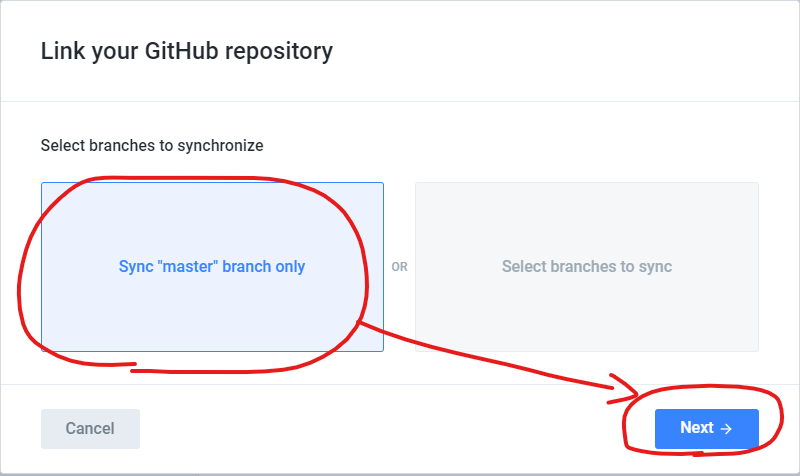 Link your GitHub repository
Select branches to synchronize
Sync "master" branch only
OR
Select branches to sync
Cancel
Next →